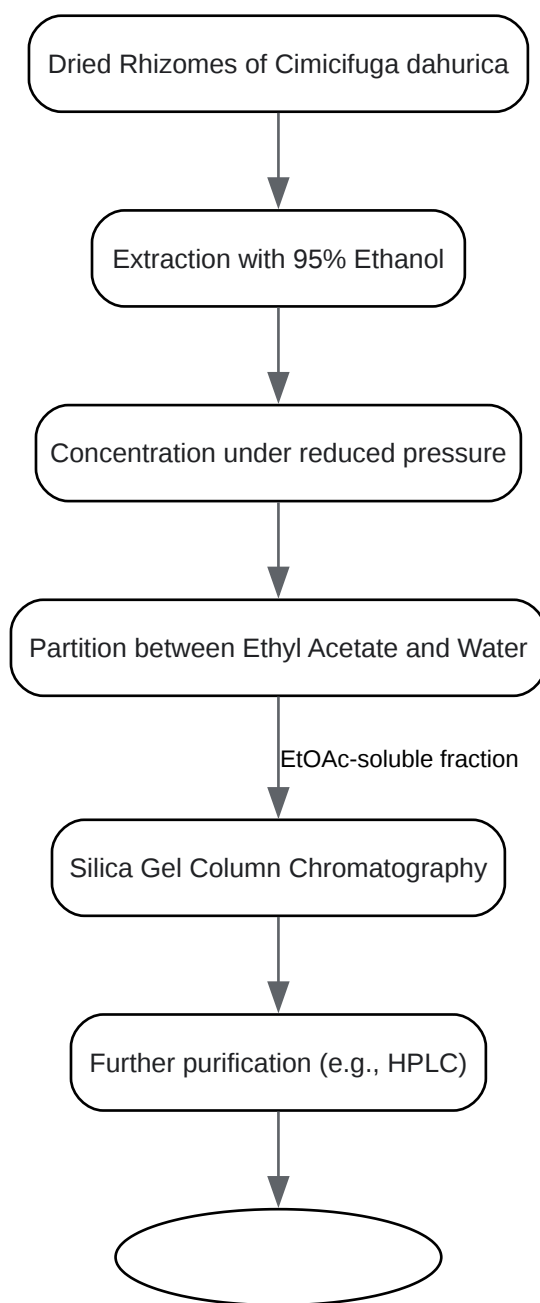 Dried Rhizomes of Cimicifuga dahurica
Extraction with 95% Ethanol
Concentration under reduced pressure
Partition between Ethyl Acetate and Water
EtOAc-soluble fraction
Silica Gel Column Chromatography
Further purification (e.g., HPLC)